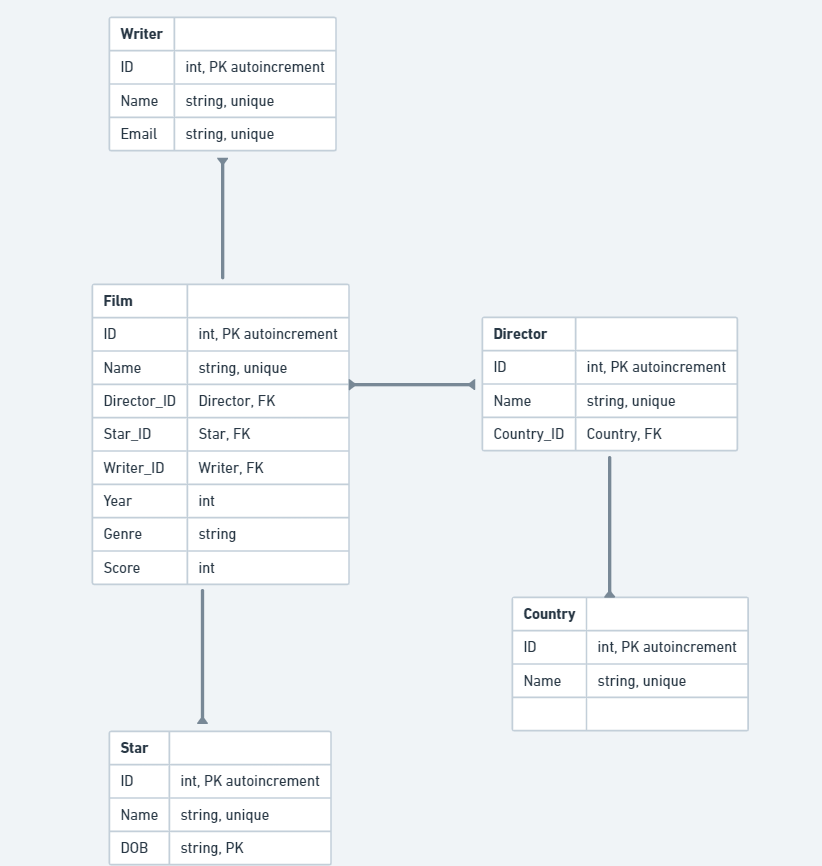 Writer
ID int, PK autoincrement
Name string, unique
Email string, unique
Film
ID int, PK autoincrement
Name string, unique
Director_ID Director, FK
Star_ID Star, FK
Writer_ID Writer, FK
Year int
Genre string
Score int
Director
ID int, PK autoincrement
Name string, unique
Country_ID Country, FK
Country
ID int, PK autoincrement
Name string, unique
Star
ID int, PK autoincrement
Name string, unique
DOB string, PK